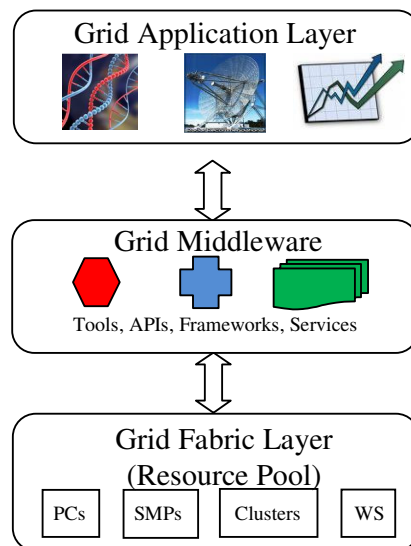 Grid Application Layer
Grid Middleware
Tools, APIs, Frameworks, Services
Grid Fabric Layer
(Resource Pool)
PCs
SMPs
Clusters
WS